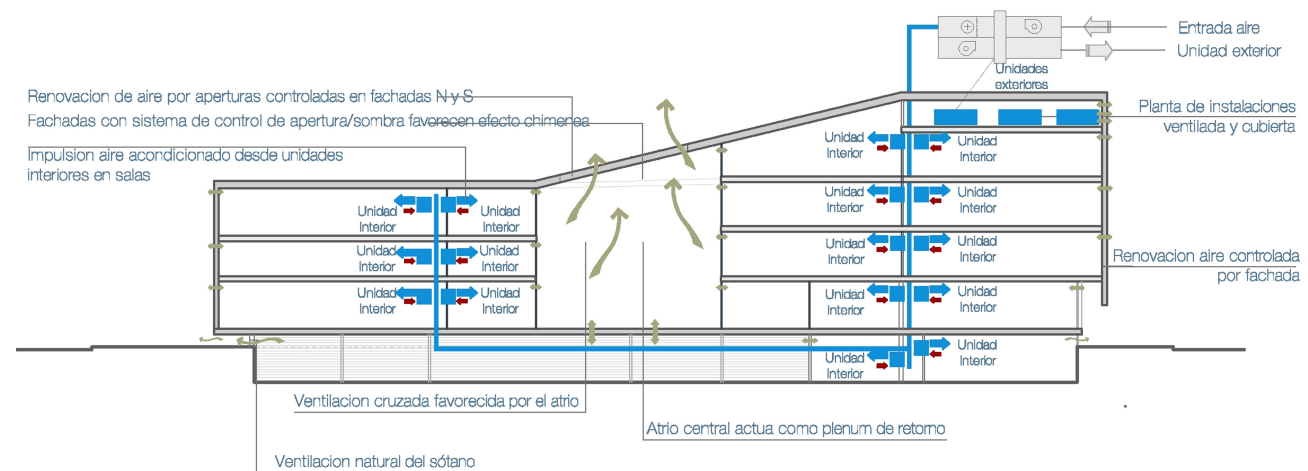 Entrada aire
Unidad exterior
Unidades
exteriores
Renovacion de aire por aperturas controladas en fachadas N y S
Fachadas con sistema de control de apertura/sombra favorecen efecto chimenea
Planta de instalaciones
ventilada y cubierta
Impulsion aire acondicionado desde unidades
interiores en salas
Unidad
Interior
Unidad
Interior
Unidad
Interior
Unidad
Interior
Unidad
Interior
Unidad
Interior
Unidad
Interior
Unidad
Interior
Unidad
Interior
Unidad
Interior
Unidad
Interior
Unidad
Interior
Renovacion aire controlada
por fachada
Unidad
Interior
Unidad
Interior
Unidad
Interior
Unidad
Interior
Ventilacion cruzada favorecida por el atrio
Atrio central actua como plenum de retorno
Ventilacion natural del sótano